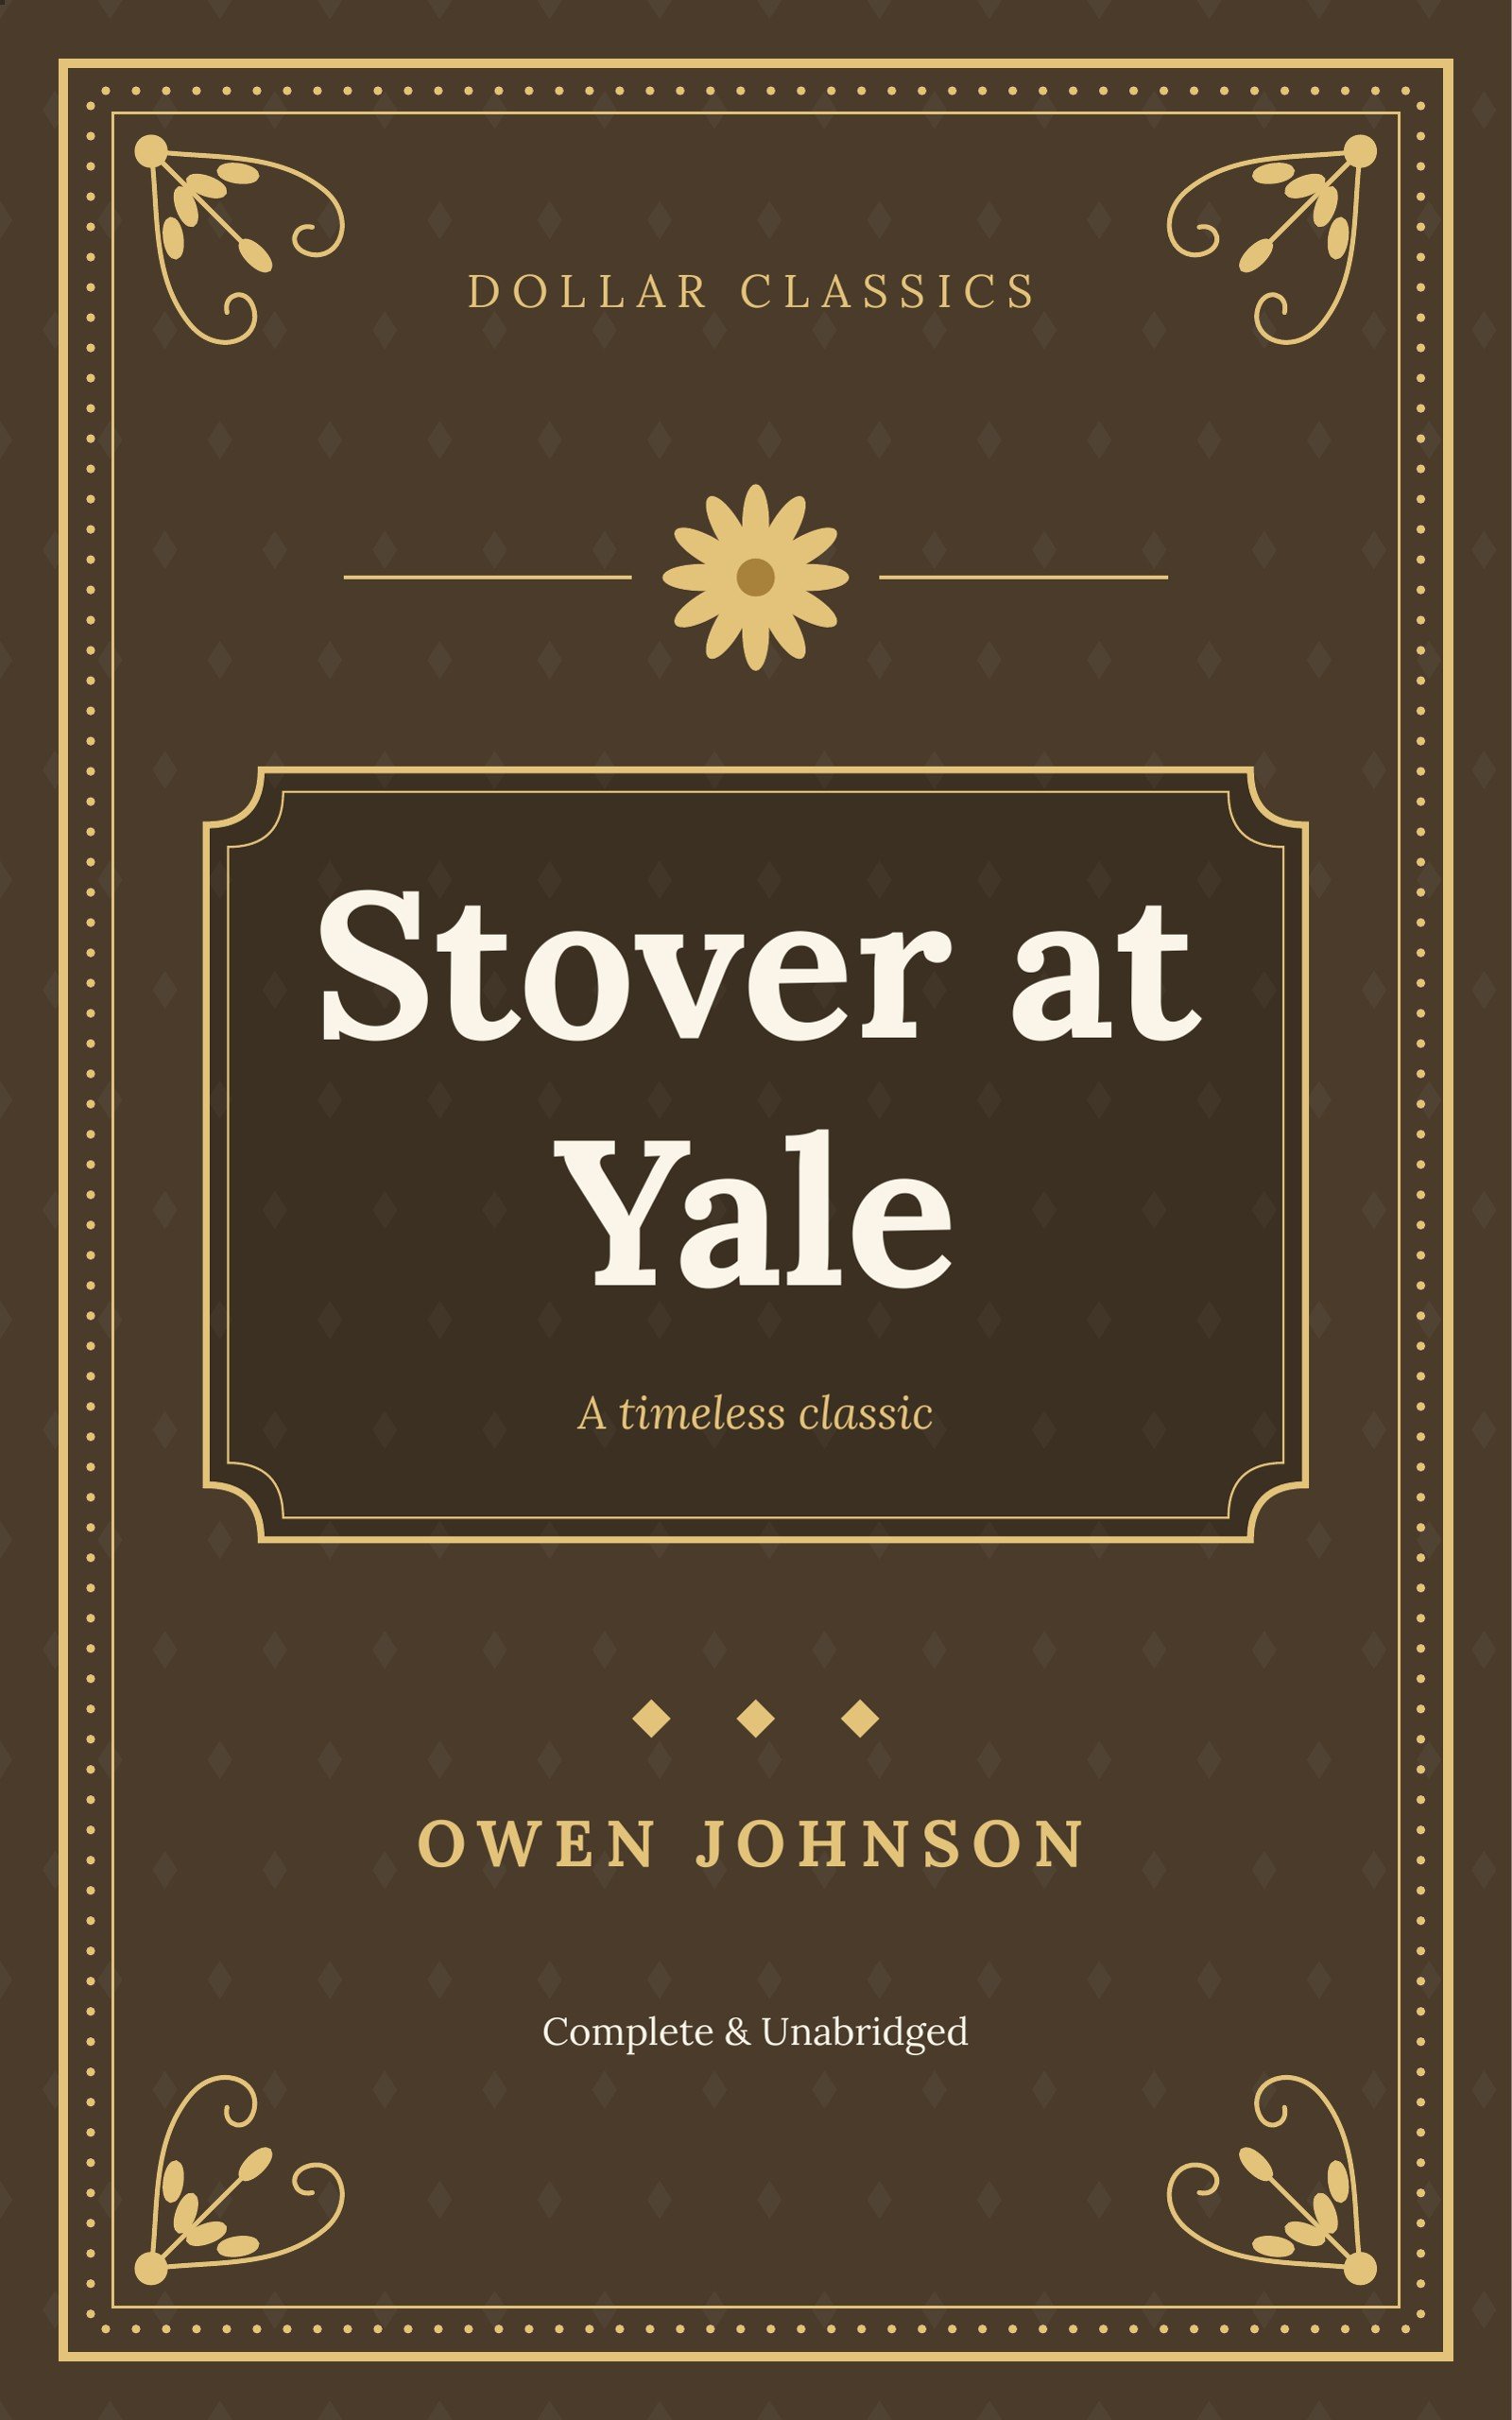 DOLLAR CLASSICS
Stover at
Yale
A timeless classic
OWEN JOHNSON
Complete & Unabridged